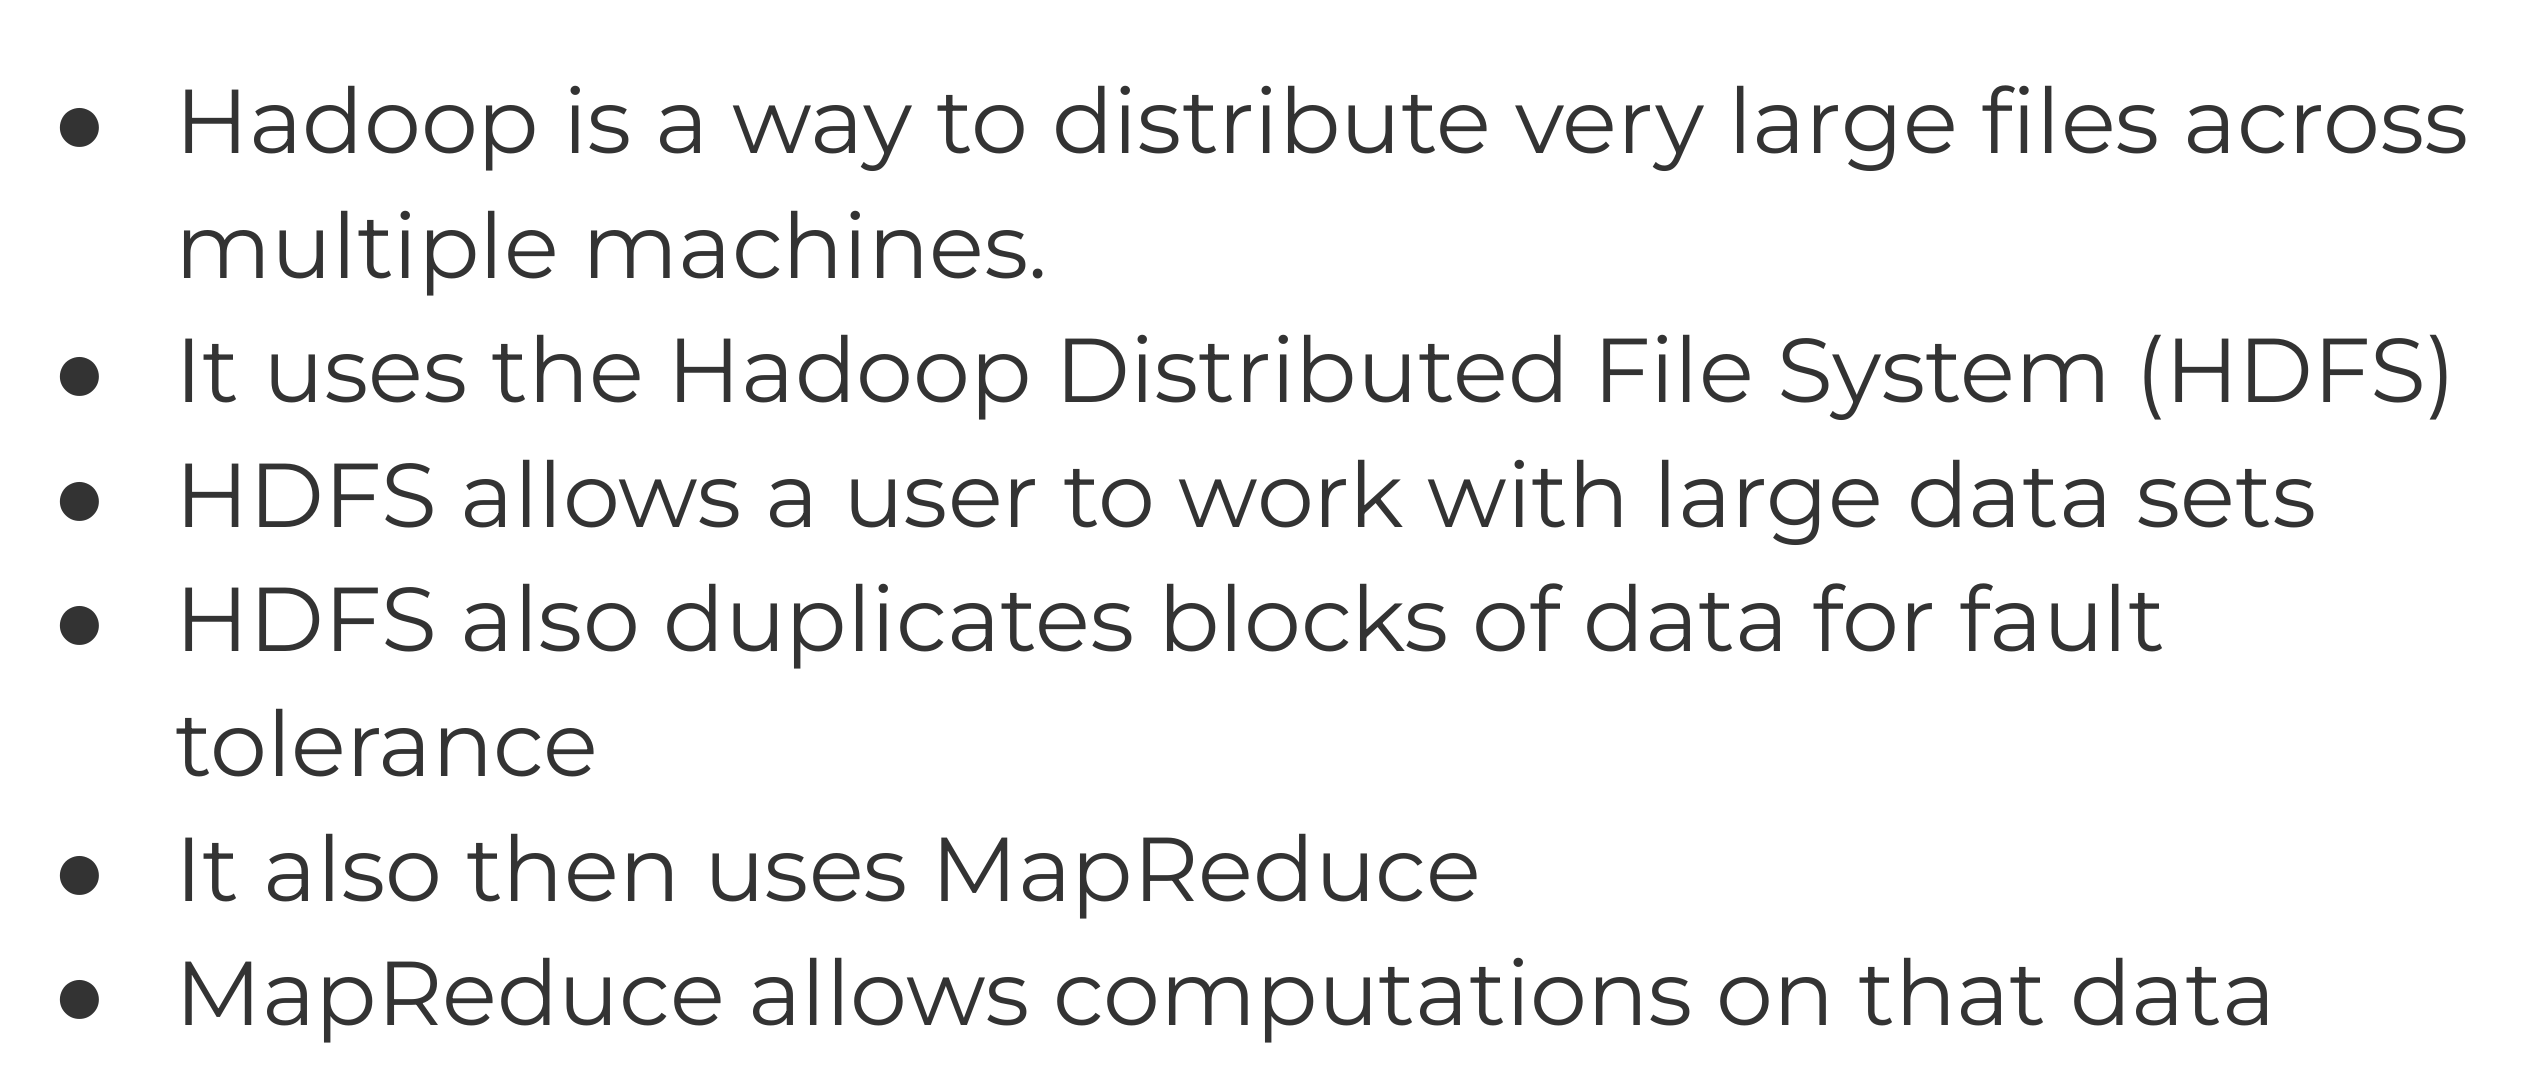 ● Hadoop is a way to distribute very large files across
multiple machines.
● It uses the Hadoop Distributed File System (HDFS)
● HDFS allows a user to work with large data sets
● HDFS also duplicates blocks of data for fault
tolerance
● It also then uses MapReduce
● MapReduce allows computations on that data